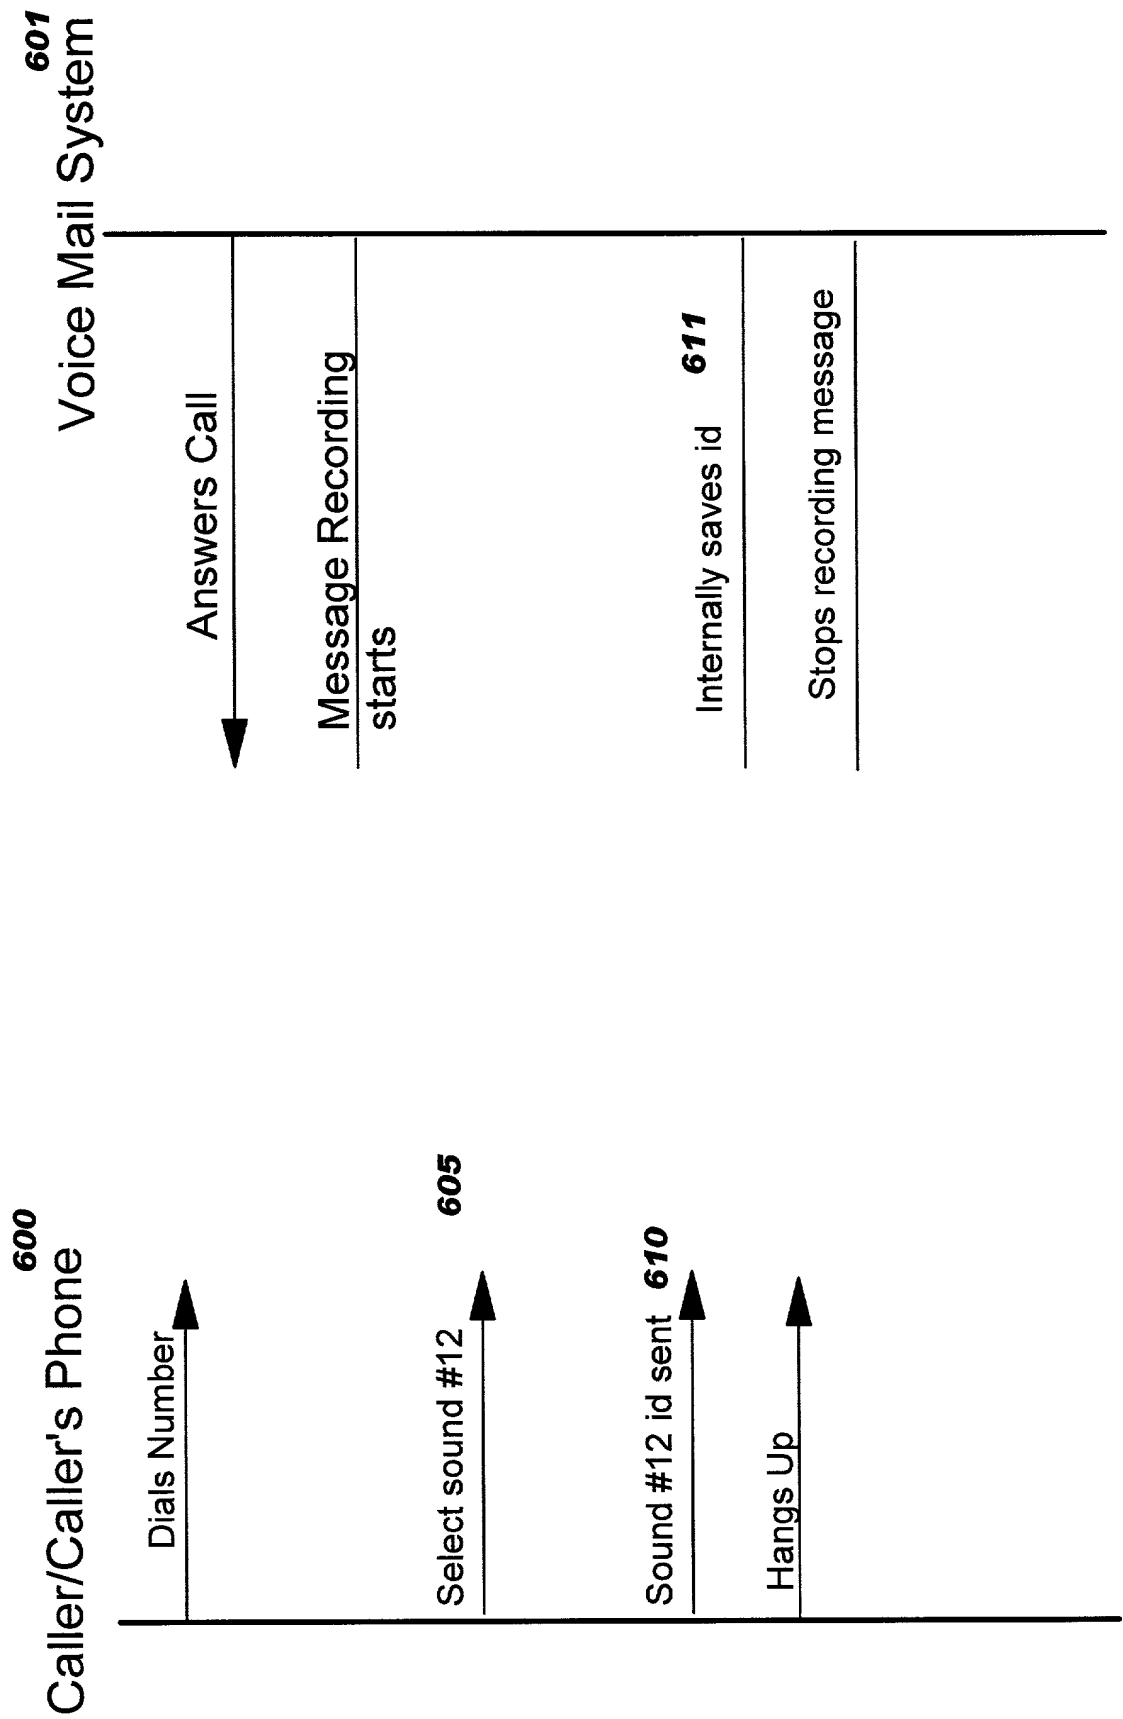 600
Caller/Caller's Phone
601
Voice Mail System
Dials Number
Answers Call
Message Recording
starts
Select sound #12
605
Sound #12 id sent
610
Internally saves id
611
Hangs Up
Stops recording message